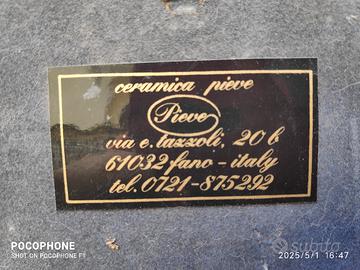 ceramica pieve
Pieve
via e. tazzoli, 20 b
61032 fano - italy
tel. 0721-875292
POCOPHONE
SHOT ON POCOPHONE F1
2025/5/1 16:47
subito